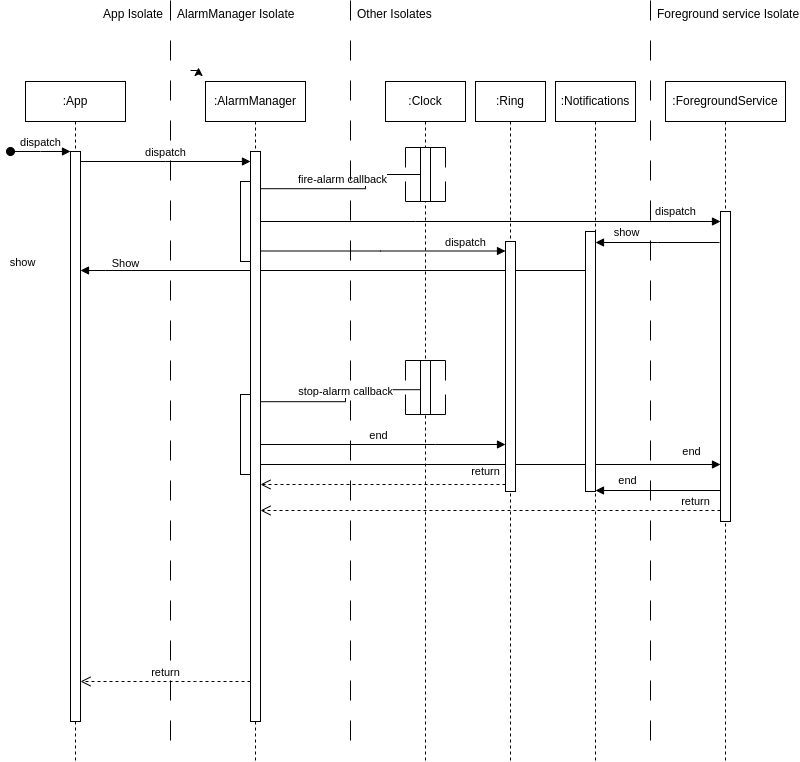 App Isolate
AlarmManager Isolate
Other Isolates
Foreground service Isolate
:App
:AlarmManager
:Clock
:Ring
:Notifications
:ForegroundService
dispatch
dispatch
fire-alarm callback
dispatch
show
dispatch
show
Show
stop-alarm callback
end
end
return
end
return
return